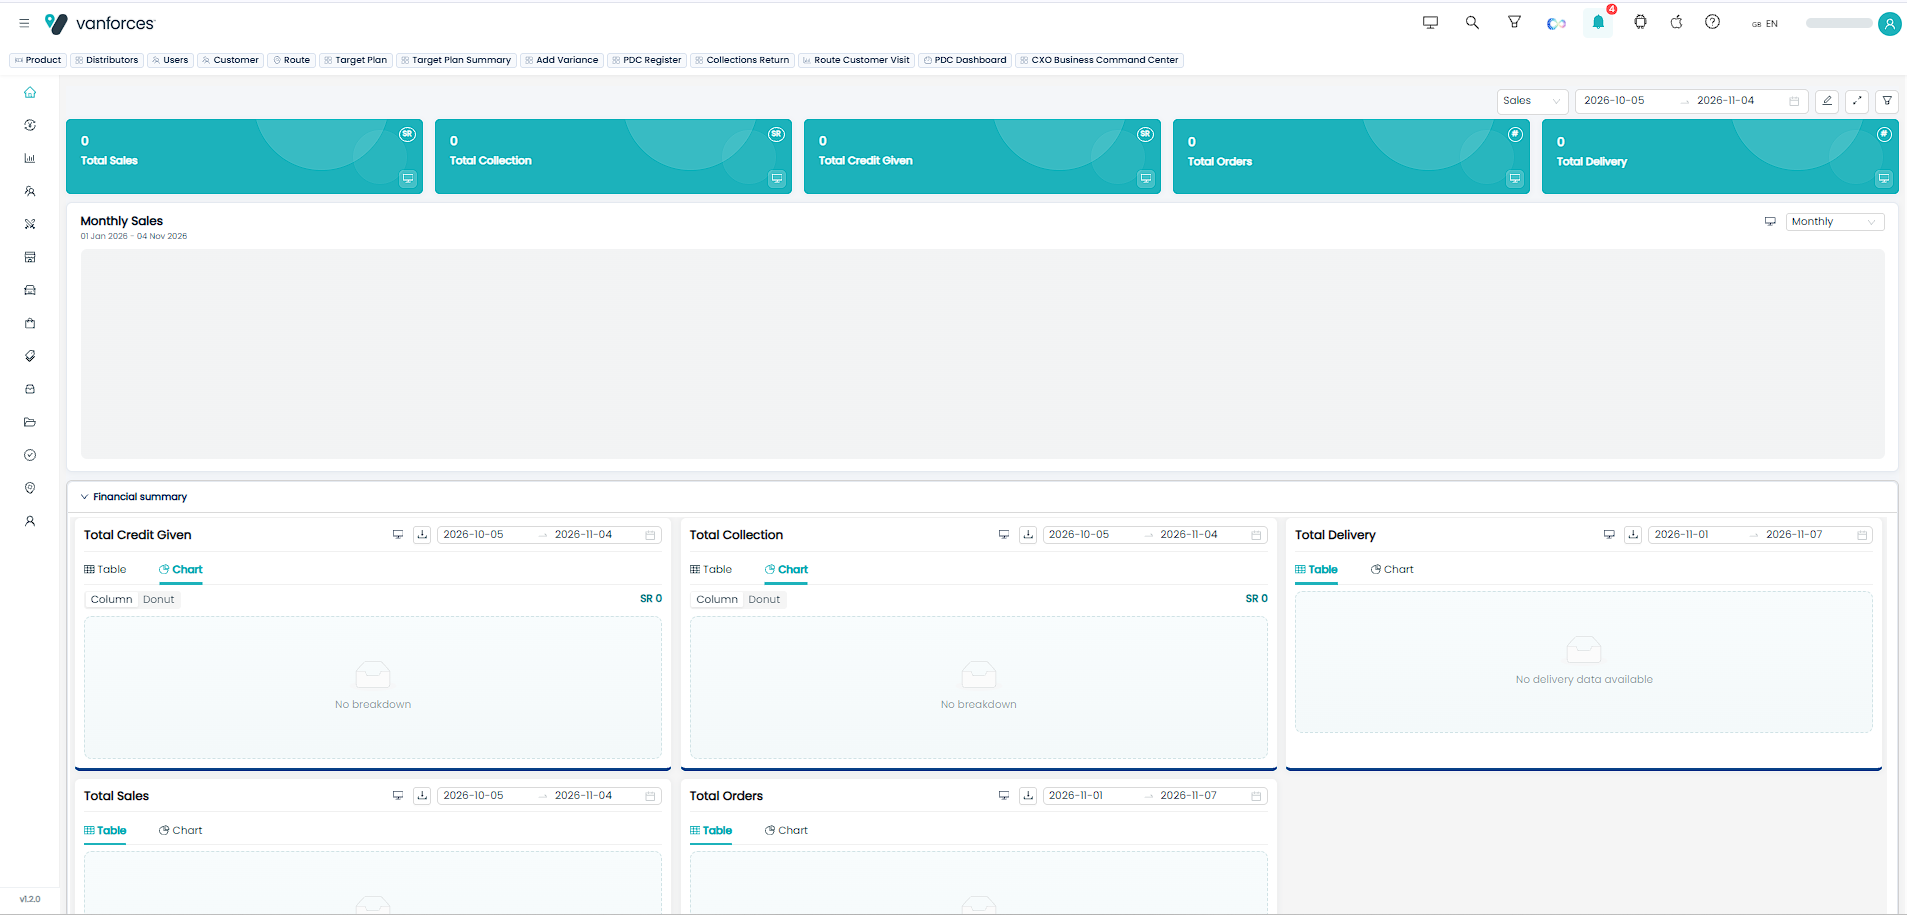 vanforces
4
GB EN
Product Distributors Users Customer Route Target Plan Target Plan Summary Add Variance PDC Register Collections Return Route Customer Visit PDC Dashboard CXO Business Command Center
Sales 2026-10-05 → 2026-11-04
0 SR
Total Sales
0 SR
Total Collection
0 SR
Total Credit Given
0 #
Total Orders
0 #
Total Delivery
Monthly Sales
01 Jan 2026 - 04 Nov 2026
Monthly
Financial summary
Total Credit Given 2026-10-05 → 2026-11-04
Table Chart
Column Donut SR 0
No breakdown
Total Collection 2026-10-05 → 2026-11-04
Table Chart
Column Donut SR 0
No breakdown
Total Delivery 2026-11-01 → 2026-11-07
Table Chart
No delivery data available
Total Sales 2026-10-05 → 2026-11-04
Table Chart
Total Orders 2026-11-01 → 2026-11-07
Table Chart
v1.2.0